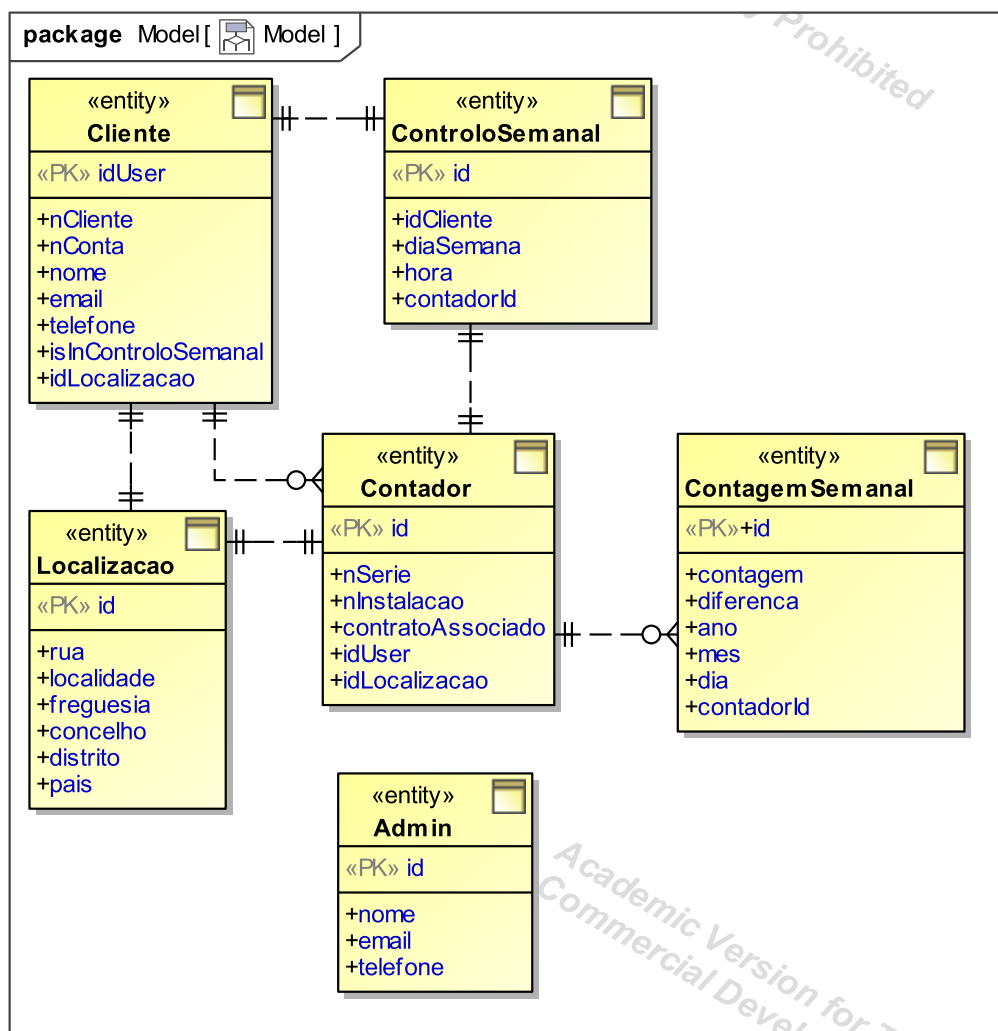 package Model [ Model ]
y Prohibited
«entity»
Cliente
«PK» idUser
+nCliente
+nConta
+nome
+email
+telefone
+isInControloSemanal
+idLocalizacao
«entity»
ControloSemanal
«PK» id
+idCliente
+diaSemana
+hora
+contadorId
«entity»
Localizacao
«PK» id
+rua
+localidade
+freguesia
+concelho
+distrito
+pais
«entity»
Contador
«PK» id
+nSerie
+nInstalacao
+contratoAssociado
+idUser
+idLocalizacao
«entity»
ContagemSemanal
«PK»+id
+contagem
+diferenca
+ano
+mes
+dia
+contadorId
«entity»
Admin
«PK» id
+nome
+email
+telefone
Academic Version for
Commercial Devel